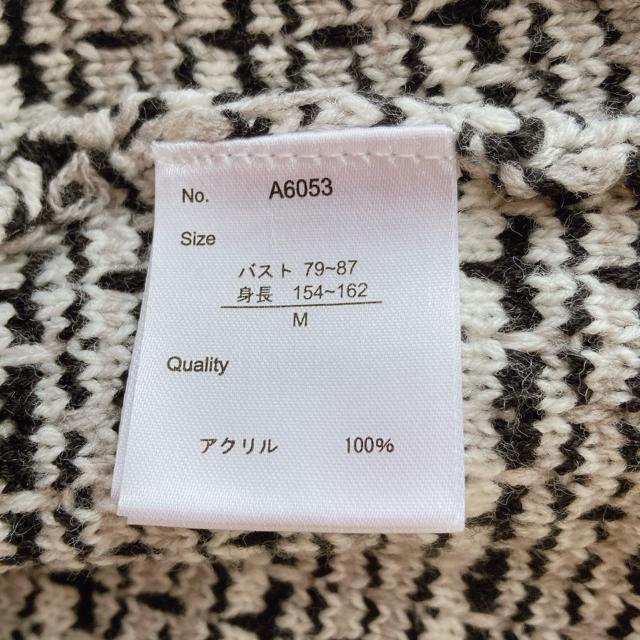 No. A6053
Size
バスト 79~87
身長 154~162
M
Quality
アクリル 100%